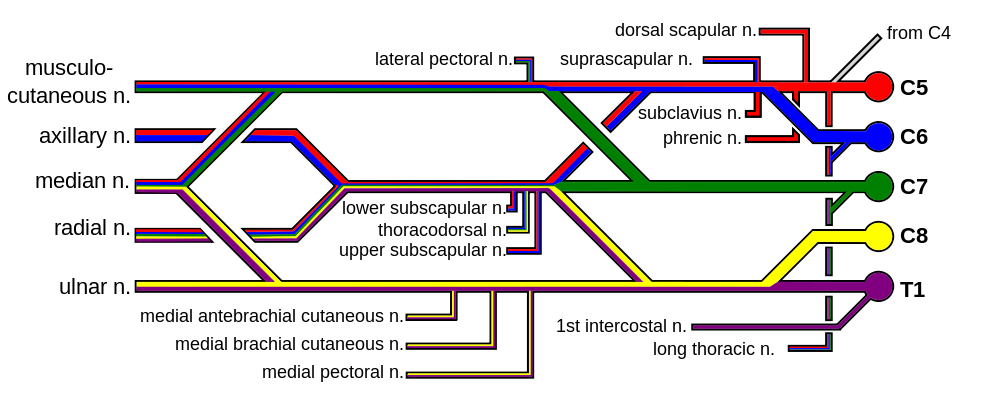 dorsal scapular n.
from C4
lateral pectoral n.
suprascapular n.
musculo-
cutaneous n.
C5
subclavius n.
axillary n.
phrenic n.
C6
median n.
C7
lower subscapular n.
radial n.
thoracodorsal n.
C8
upper subscapular n.
ulnar n.
T1
medial antebrachial cutaneous n.
1st intercostal n.
medial brachial cutaneous n.
long thoracic n.
medial pectoral n.